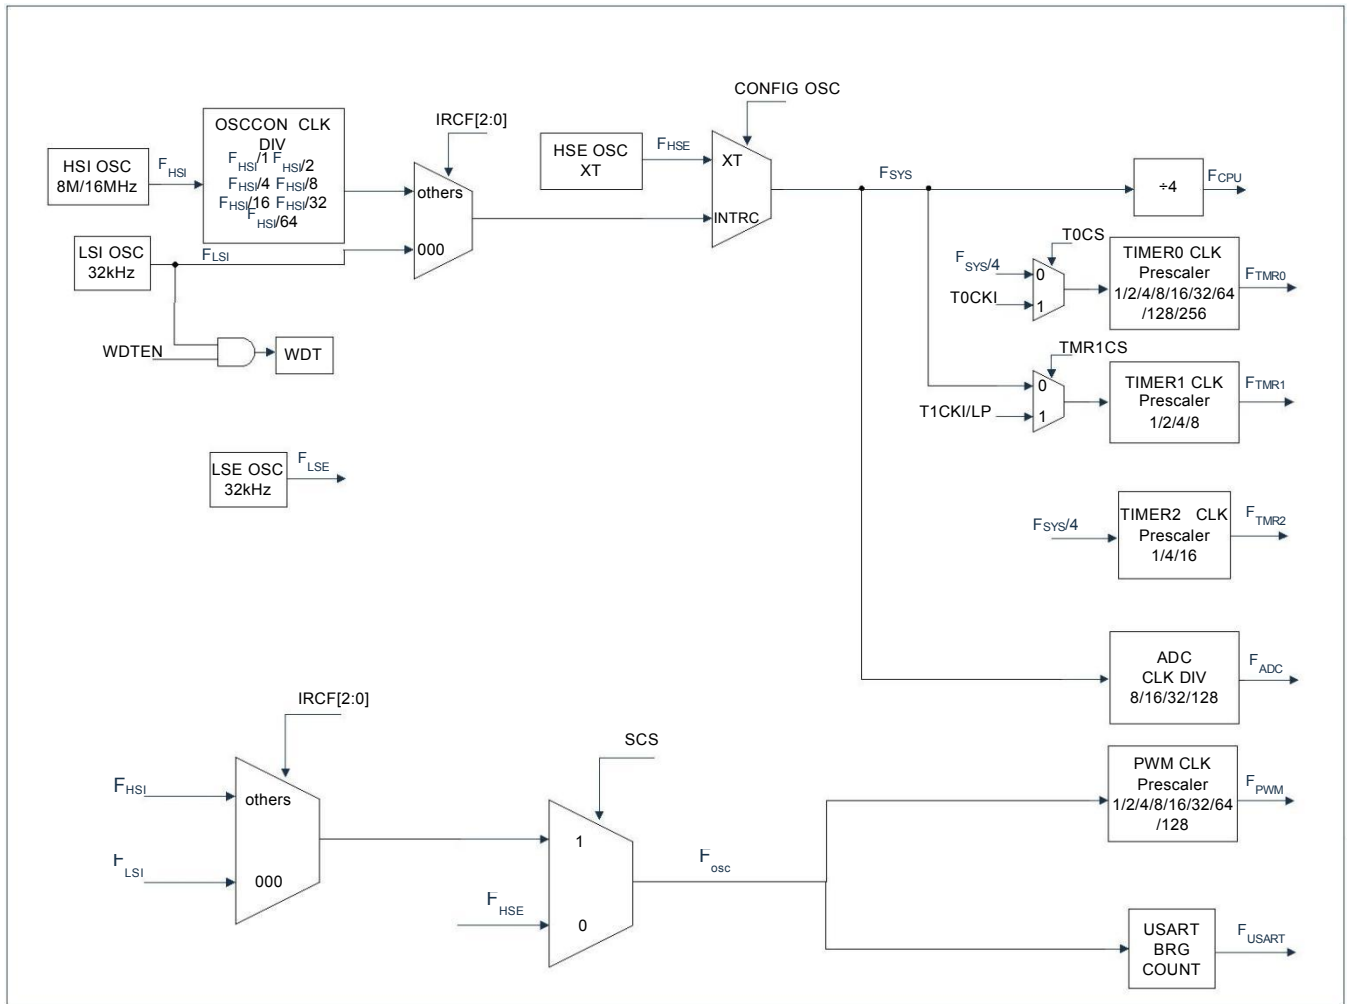 CONFIG OSC
IRCF[2:0]
OSCCON CLK
DIV
FHSI/1 FHSI/2
FHSI/4 FHSI/8
FHSI/16 FHSI/32
FHSI/64
HSI OSC
8M/16MHz
FHSI
others
000
HSE OSC
XT
FHSE
XT
INTRC
FSYS
÷4
FCPU
LSI OSC
32kHz
FLSI
WDTEN
WDT
T0CS
FSYS/4
T0CKI
0
1
TIMER0 CLK
Prescaler
1/2/4/8/16/32/64
/128/256
FTMR0
TMR1CS
T1CKI/LP
0
1
TIMER1 CLK
Prescaler
1/2/4/8
FTMR1
LSE OSC
32kHz
FLSE
FSYS/4
TIMER2 CLK
Prescaler
1/4/16
FTMR2
ADC
CLK DIV
8/16/32/128
FADC
IRCF[2:0]
FHSI
FLSI
others
000
SCS
1
0
FHSE
Fosc
PWM CLK
Prescaler
1/2/4/8/16/32/64
/128
FPWM
USART
BRG
COUNT
FUSART